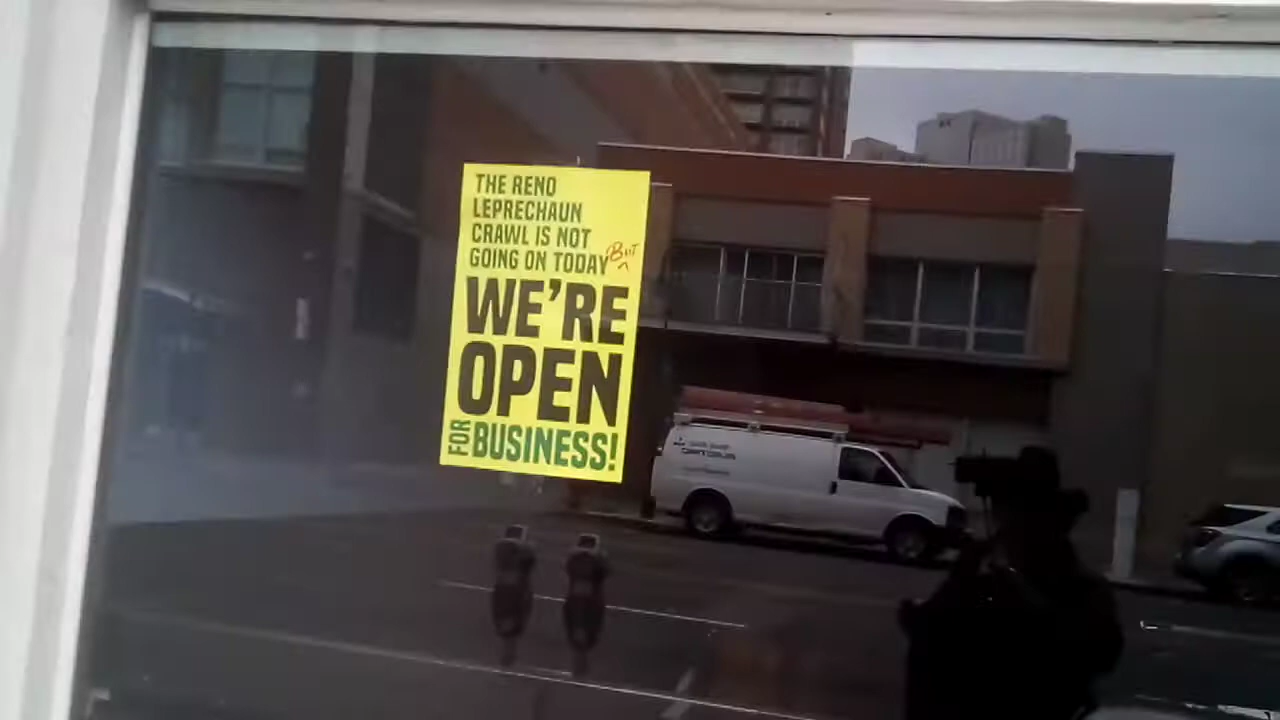 THE RENO
LEPRECHAUN
CRAWL IS NOT
GOING ON TODAY BUT
WE'RE
OPEN
FOR BUSINESS!